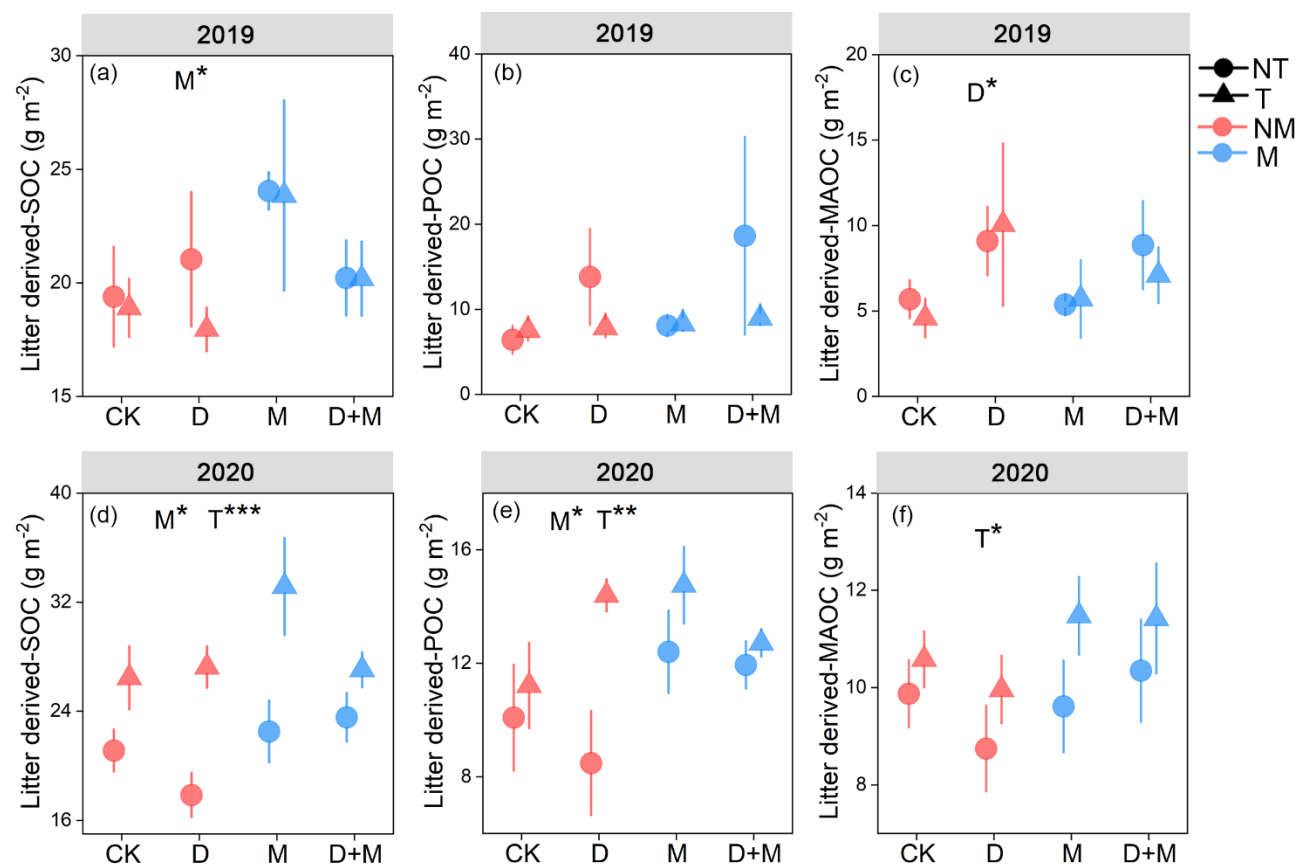 2019
2019
2019
(a)
M*
(b)
(c)
D*
NT
T
NM
M
Litter derived-SOC (g m⁻²)
30
25
20
15
CK D M D+M
Litter derived-POC (g m⁻²)
40
30
20
10
0
CK D M D+M
Litter derived-MAOC (g m⁻²)
20
15
10
5
0
CK D M D+M
2020
2020
2020
(d)
M* T***
(e)
M* T**
(f)
T*
Litter derived-SOC (g m⁻²)
40
32
24
16
CK D M D+M
Litter derived-POC (g m⁻²)
16
12
8
CK D M D+M
Litter derived-MAOC (g m⁻²)
14
12
10
8
CK D M D+M